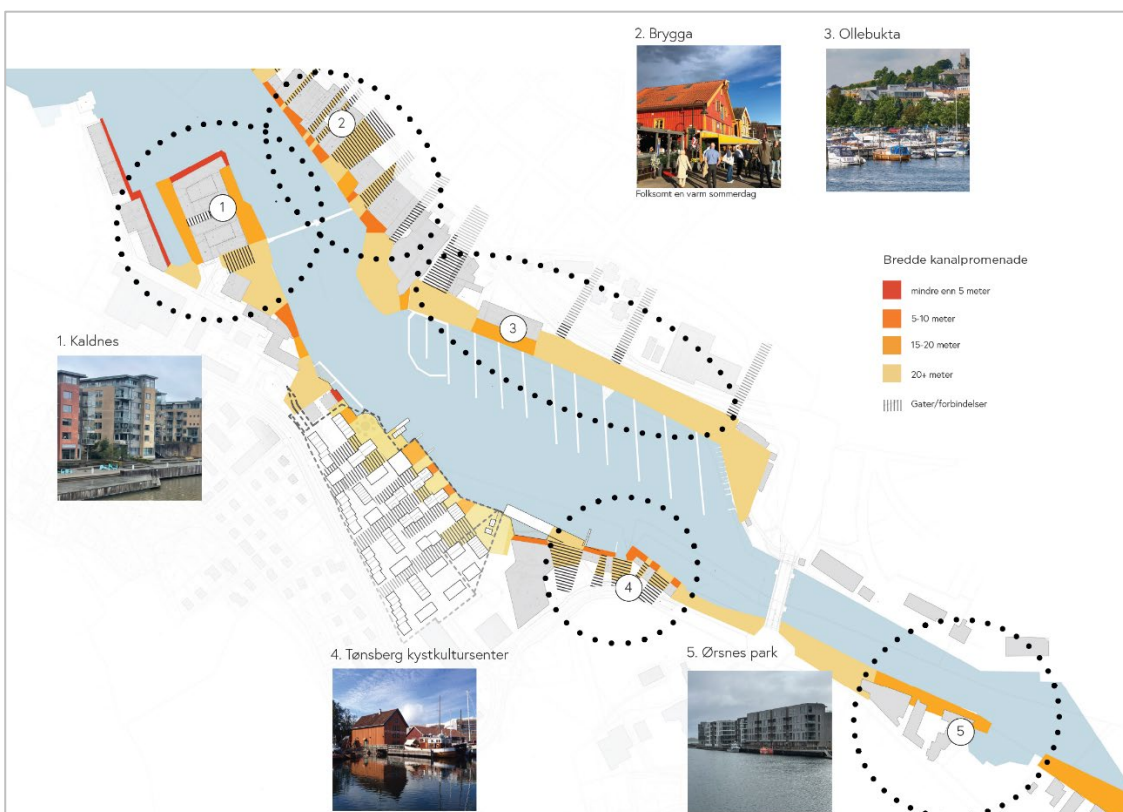 2. Brygga
3. Ollebukta
Folksomt en varm sommerdag
2
1
Bredde kanalpromenade
mindre enn 5 meter
5-10 meter
15-20 meter
20+ meter
Gater/forbindelser
3
1. Kaldnes
4
4. Tønsberg kystkultursenter
5. Ørsnes park
5